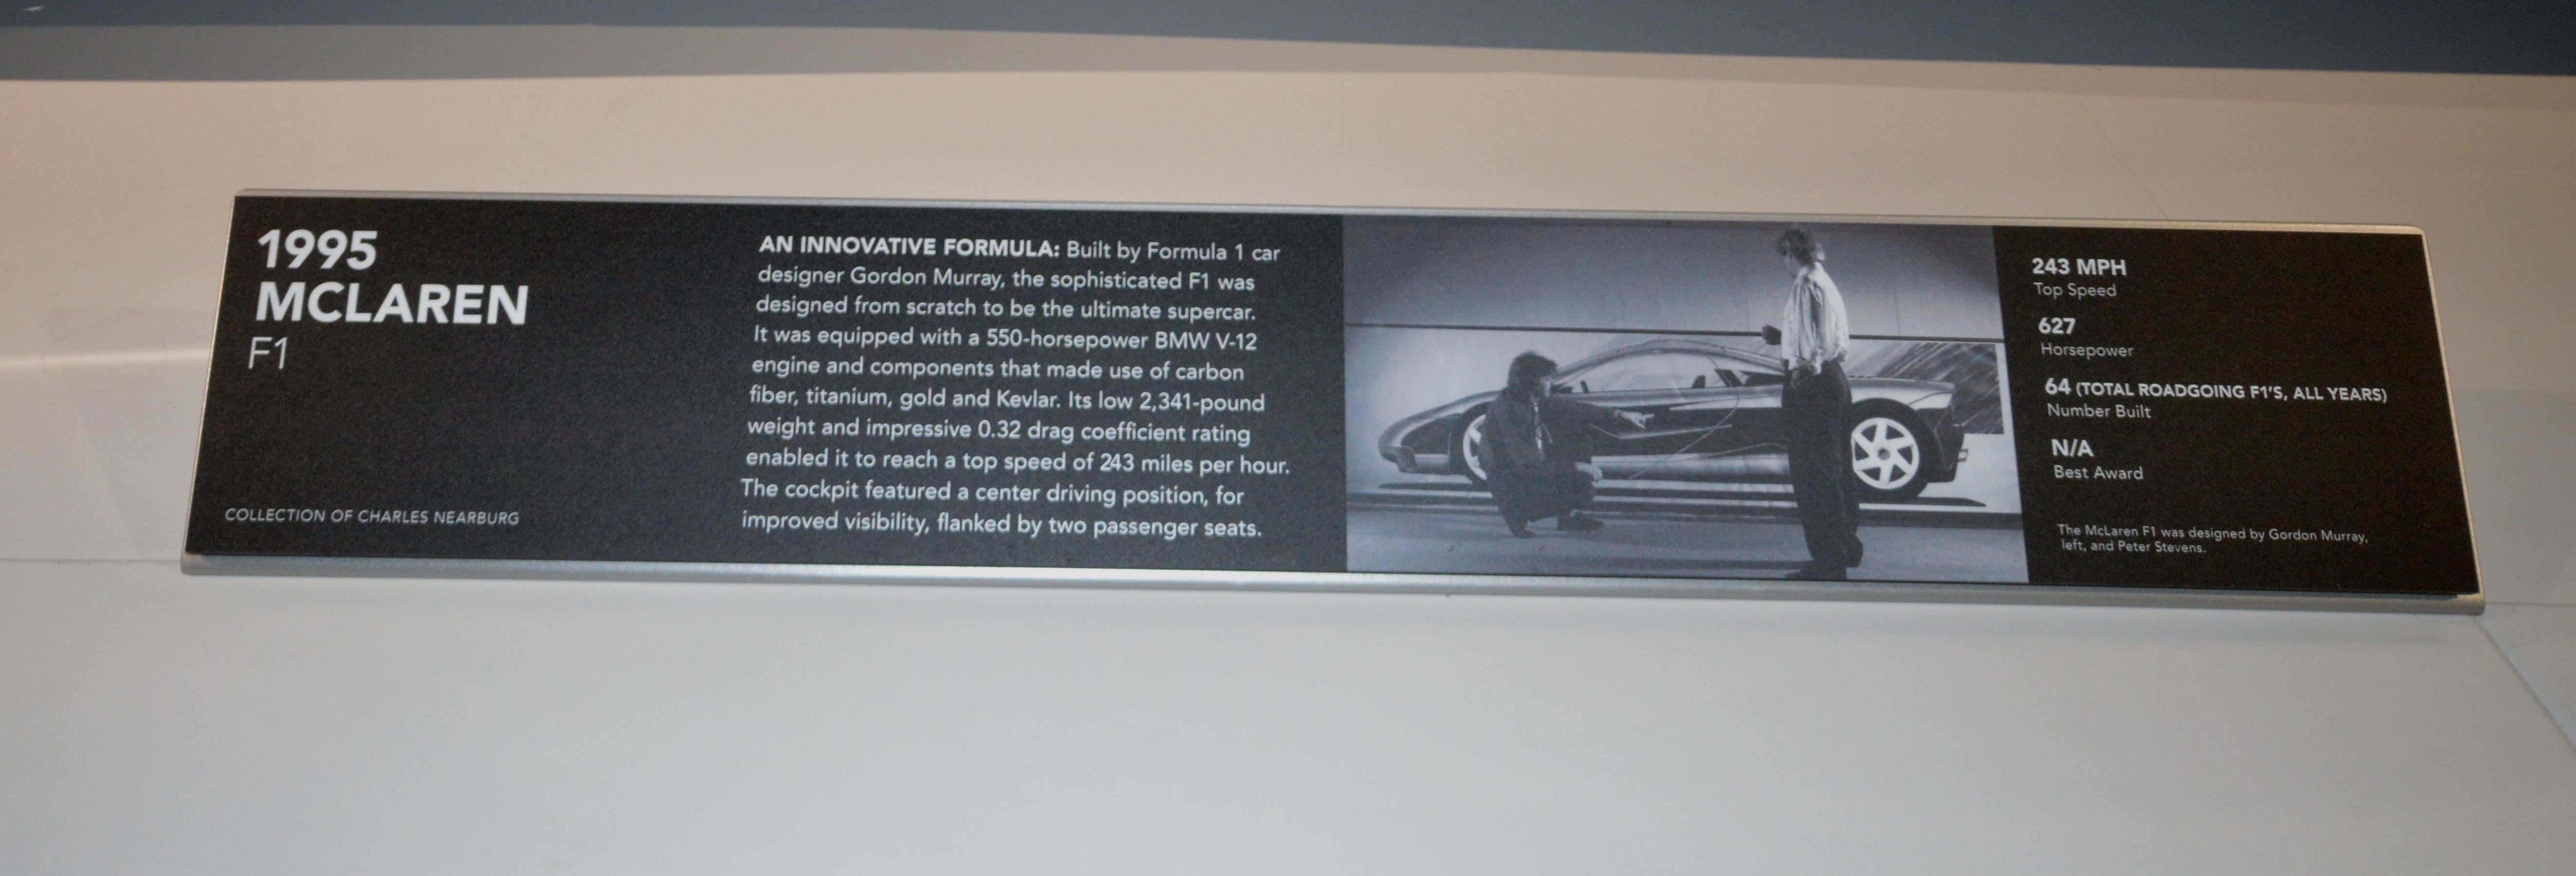 1995
MCLAREN
F1
COLLECTION OF CHARLES NEARBURG
AN INNOVATIVE FORMULA: Built by Formula 1 car
designer Gordon Murray, the sophisticated F1 was
designed from scratch to be the ultimate supercar.
It was equipped with a 550-horsepower BMW V-12
engine and components that made use of carbon
fiber, titanium, gold and Kevlar. Its low 2,341-pound
weight and impressive 0.32 drag coefficient rating
enabled it to reach a top speed of 243 miles per hour.
The cockpit featured a center driving position, for
improved visibility, flanked by two passenger seats.
243 MPH
Top Speed
627
Horsepower
64 (TOTAL ROADGOING F1'S, ALL YEARS)
Number Built
N/A
Best Award
The McLaren F1 was designed by Gordon Murray,
left, and Peter Stevens.